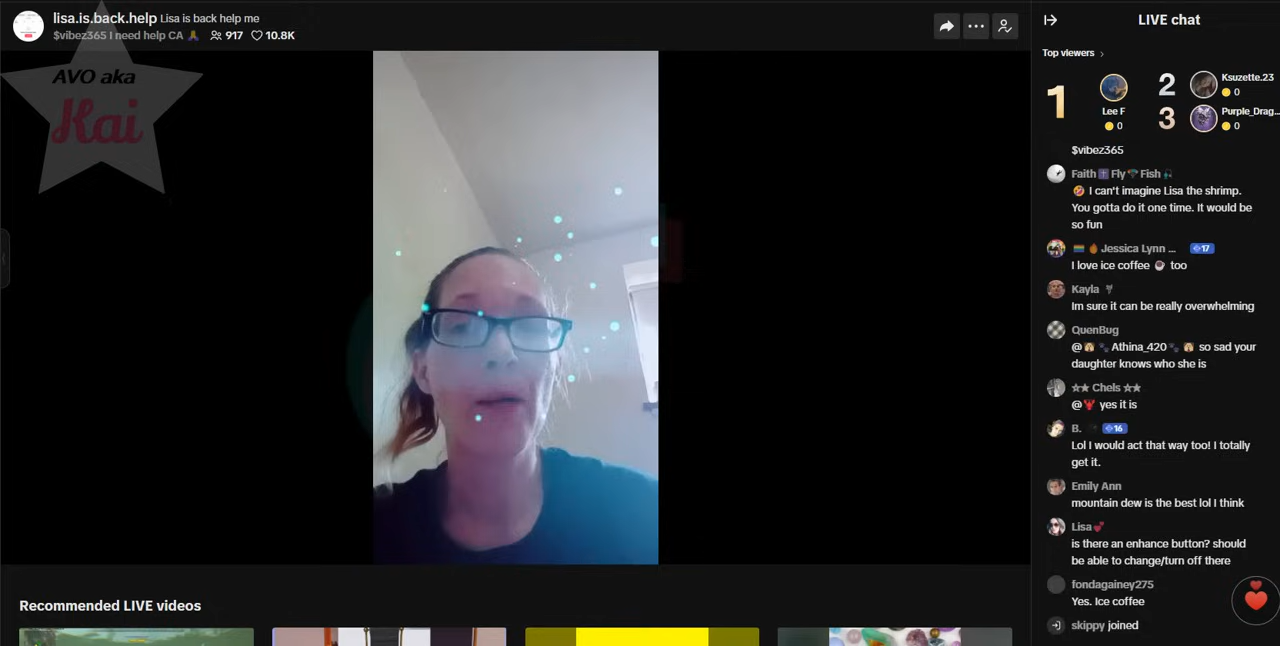 lisa.is.back.help Lisa is back help me
$vibez365 I need help CA 🙏 917 10.8K
AVO aka
Kai
LIVE chat
Top viewers >
1
Lee F
0
2
Ksuzette.23
0
3
Purple_Drag...
0
$vibez365
Faith Fly Fish
🤣 I can't imagine Lisa the shrimp.
You gotta do it one time. It would be
so fun
Jessica Lynn ... 17
I love ice coffee ☕ too
Kayla
Im sure it can be really overwhelming
QuenBug
@🙈🐾Athina_420🐾🙈 so sad your
daughter knows who she is
☆☆ Chels ☆☆
@🦞 yes it is
B. 16
Lol I would act that way too! I totally
get it.
Emily Ann
mountain dew is the best lol I think
Lisa💕
is there an enhance button? should
be able to change/turn off there
fondagainey275
Yes. Ice coffee
skippy joined
Recommended LIVE videos